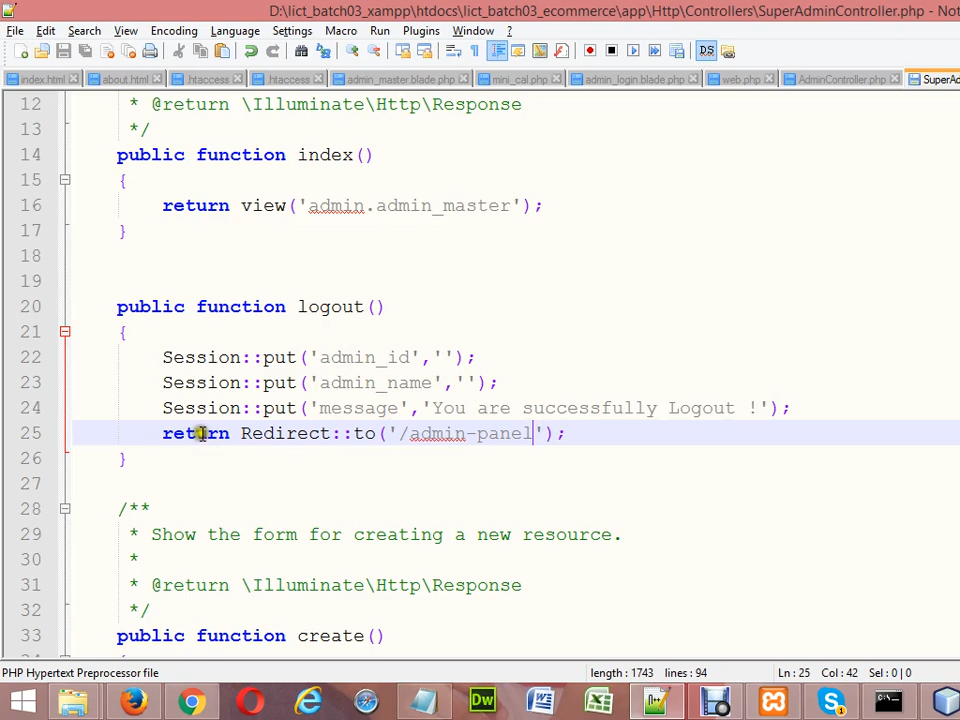 D:\lict_batch03_xampp\htdocs\lict_batch03_ecommerce\app\Http\Controllers\SuperAdminController.php - Not
File Edit Search View Encoding Language Settings Macro Run Plugins Window ?
index.html about.html .htaccess .htaccess admin_master.blade.php mini_cal.php admin_login.blade.php web.php AdminController.php SuperAd
12 * @return \Illuminate\Http\Response
13 */
14 public function index()
15 {
16 return view('admin.admin_master');
17 }
18
19
20 public function logout()
21 {
22 Session::put('admin_id','');
23 Session::put('admin_name','');
24 Session::put('message','You are successfully Logout !');
25 return Redirect::to('/admin-panel');
26 }
27
28 /**
29 * Show the form for creating a new resource.
30 *
31 * @return \Illuminate\Http\Response
32 */
33 public function create()
PHP Hypertext Preprocessor file length : 1743 lines : 94 Ln : 25 Col : 42 Sel : 0 | 0